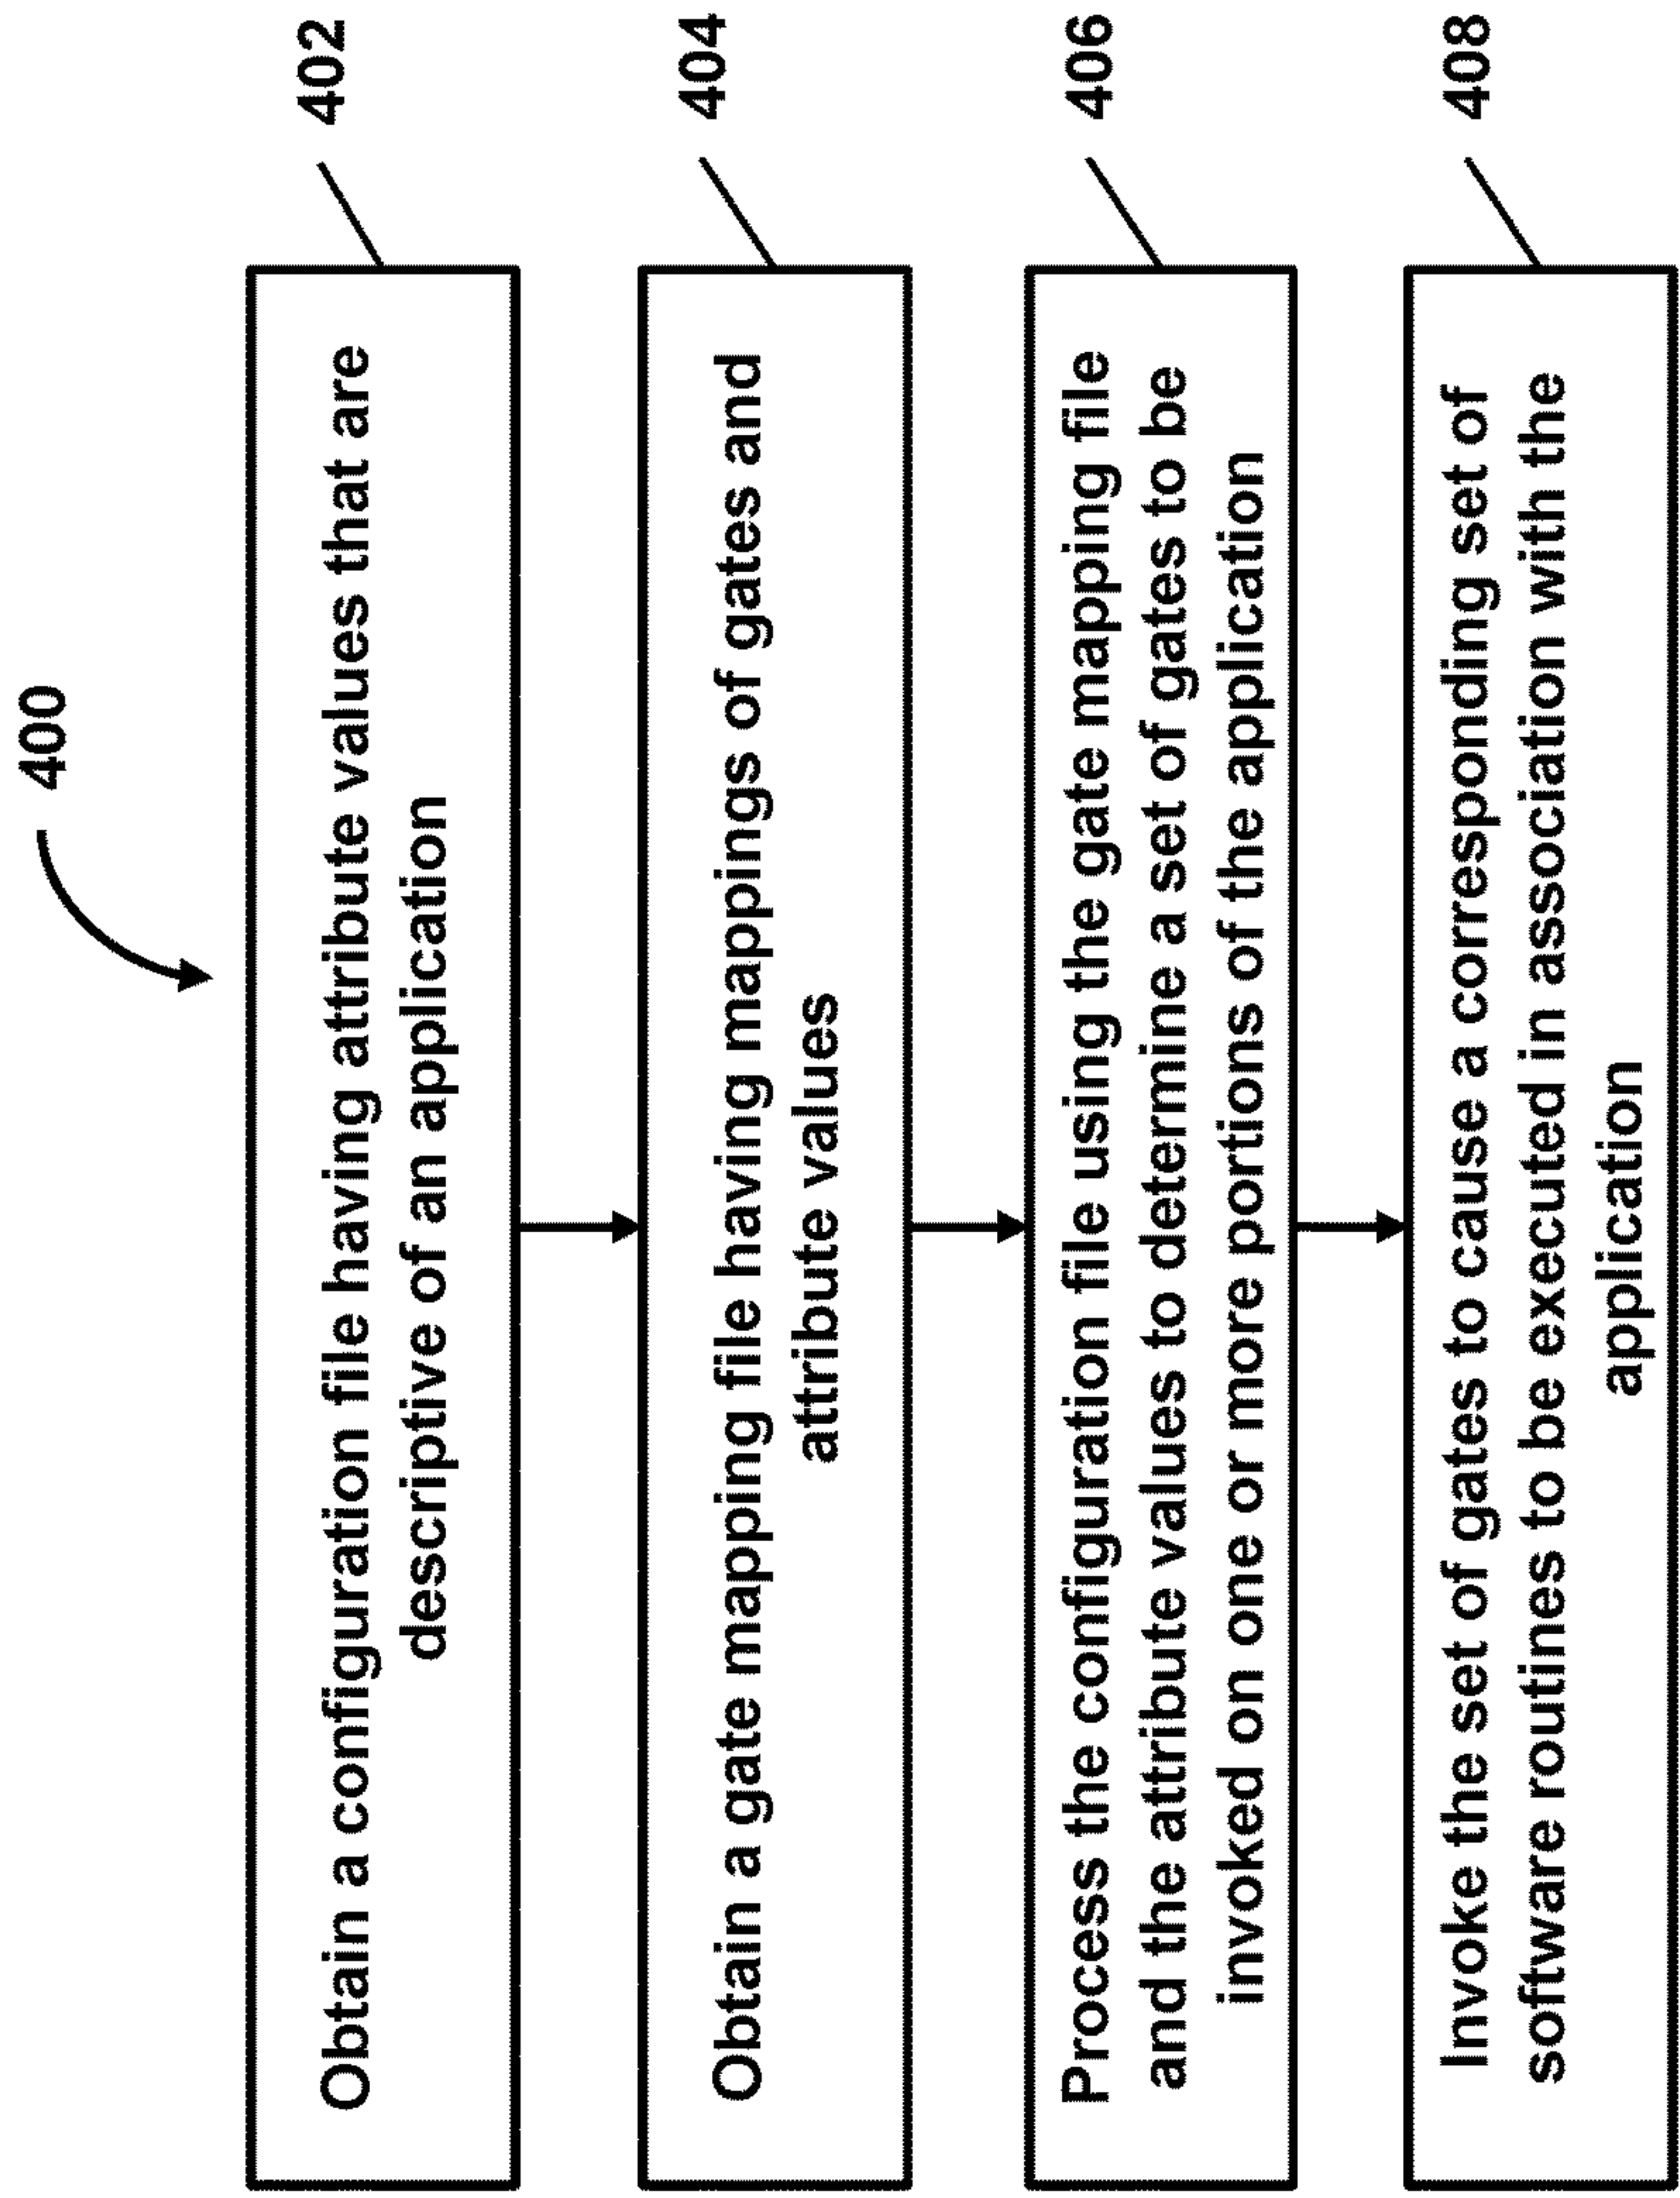 400
402
Obtain a configuration file having attribute values that are
descriptive of an application
404
Obtain a gate mapping file having mappings of gates and
attribute values
406
Process the configuration file using the gate mapping file
and the attribute values to determine a set of gates to be
invoked on one or more portions of the application
408
Invoke the set of gates to cause a corresponding set of
software routines to be executed in association with the
application